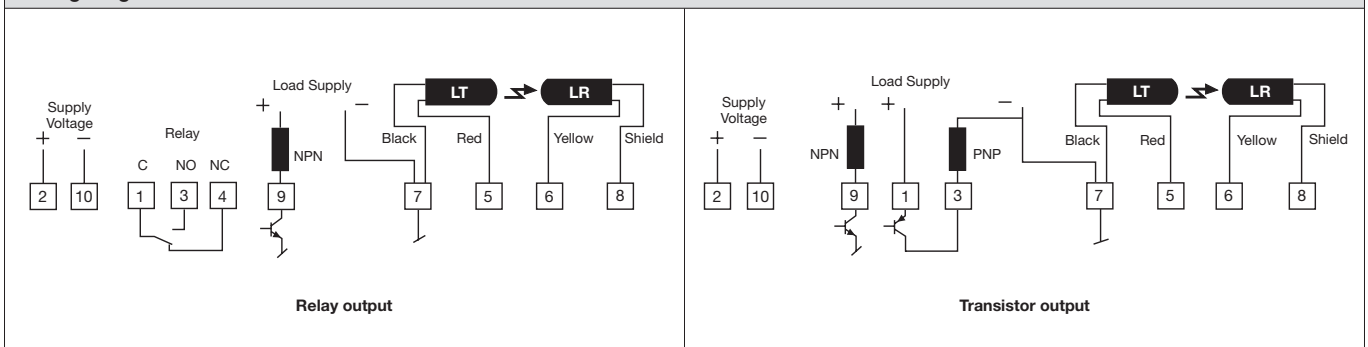 Load Supply
LT
LR
Supply
Voltage
+
−
Relay
+
−
Black
Red
Yellow
Shield
C
NO
NC
NPN
2
10
1
3
4
9
7
5
6
8
Relay output
Load Supply
LT
LR
Supply
Voltage
+
−
+
+
−
Black
Red
Yellow
Shield
NPN
PNP
2
10
9
1
3
7
5
6
8
Transistor output